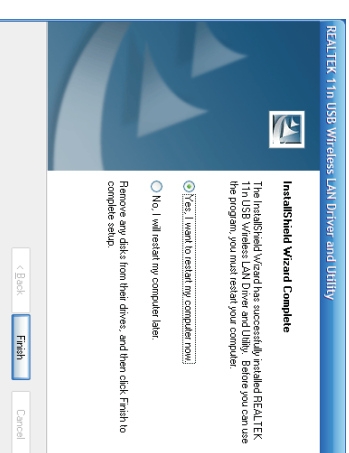 REALTEK 11n USB Wireless LAN Driver and Utility
InstallShield Wizard Complete
The InstallShield Wizard has successfully installed REALTEK
11n USB Wireless LAN Driver and Utility. Before you can use
the program, you must restart your computer.
Yes, I want to restart my computer now.
No, I will restart my computer later.
Remove any disks from their drives, and then click Finish to
complete setup.
< Back
Finish
Cancel